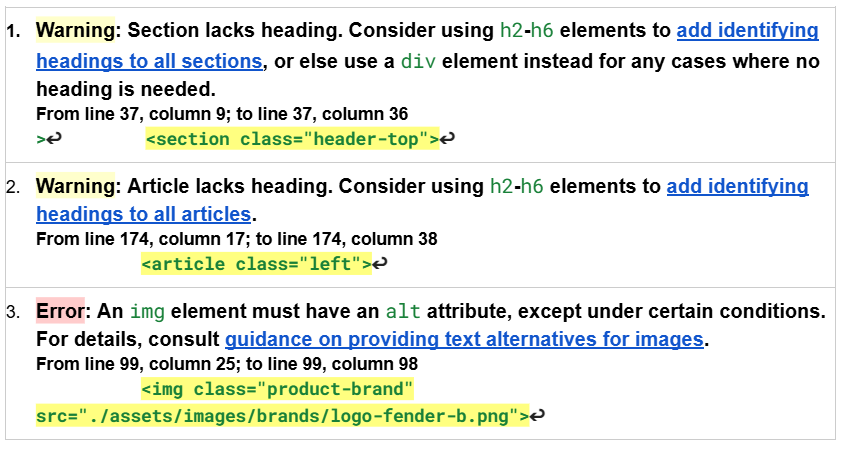 1. Warning: Section lacks heading. Consider using h2-h6 elements to add identifying
headings to all sections, or else use a div element instead for any cases where no
heading is needed.
From line 37, column 9; to line 37, column 36
>↩ <section class="header-top">↩
2. Warning: Article lacks heading. Consider using h2-h6 elements to add identifying
headings to all articles.
From line 174, column 17; to line 174, column 38
<article class="left">↩
3. Error: An img element must have an alt attribute, except under certain conditions.
For details, consult guidance on providing text alternatives for images.
From line 99, column 25; to line 99, column 98
<img class="product-brand"
src="./assets/images/brands/logo-fender-b.png">↩